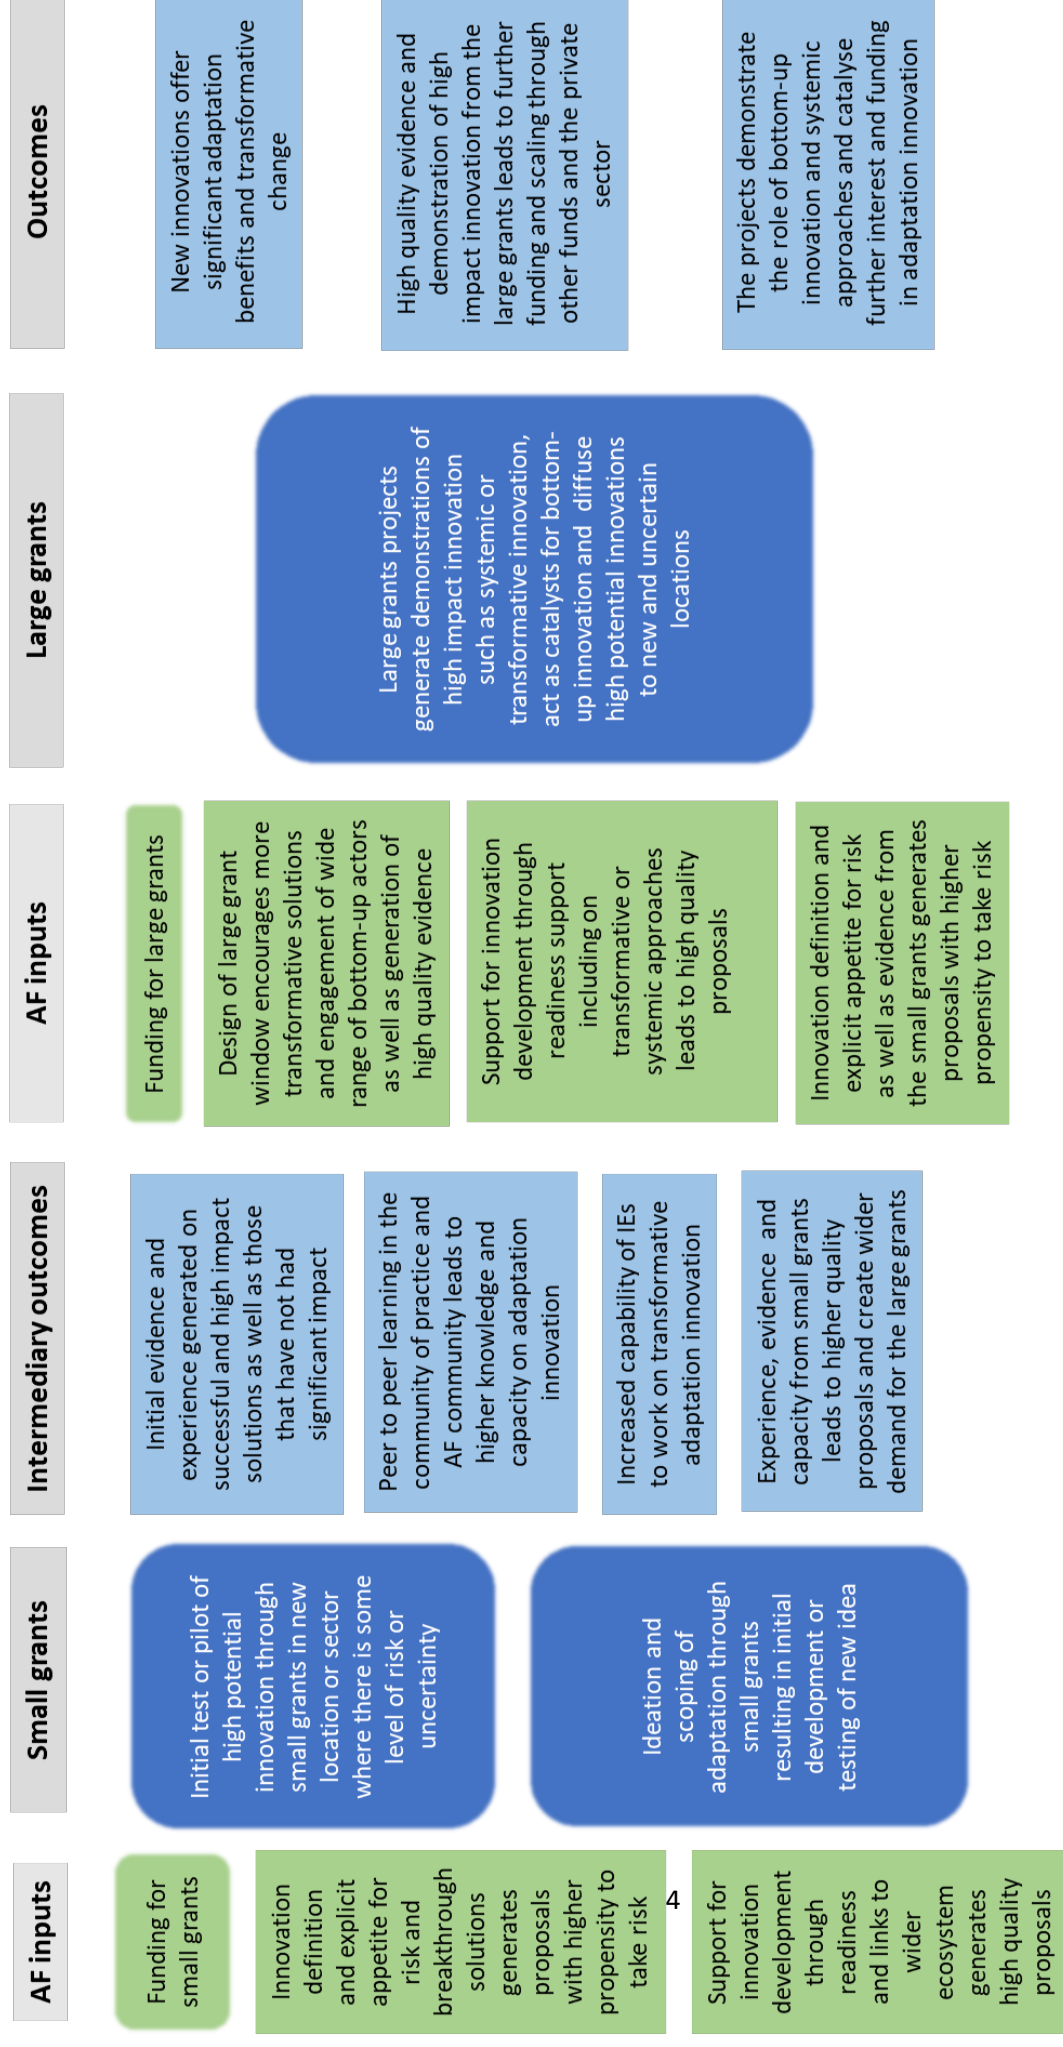 AF inputs
Funding for
small grants
Innovation
definition
and explicit
appetite for
risk and
breakthrough
solutions
generates
proposals
with higher
propensity to
take risk
Support for
innovation
development
through
readiness
and links to
wider
ecosystem
generates
high quality
proposals
Small grants
Initial test or pilot of
high potential
innovation through
small grants in new
location or sector
where there is some
level of risk or
uncertainty
Ideation and
scoping of
adaptation through
small grants
resulting in initial
development or
testing of new idea
Intermediary outcomes
Initial evidence and
experience generated on
successful and high impact
solutions as well as those
that have not had
significant impact
Peer to peer learning in the
community of practice and
AF community leads to
higher knowledge and
capacity on adaptation
innovation
Increased capability of IEs
to work on transformative
adaptation innovation
Experience, evidence and
capacity from small grants
leads to higher quality
proposals and create wider
demand for the large grants
AF inputs
Funding for large grants
Design of large grant
window encourages more
transformative solutions
and engagement of wide
range of bottom-up actors
as well as generation of
high quality evidence
Support for innovation
development through
readiness support
including on
transformative or
systemic approaches
leads to high quality
proposals
Innovation definition and
explicit appetite for risk
as well as evidence from
the small grants generates
proposals with higher
propensity to take risk
Large grants
Large grants projects
generate demonstrations of
high impact innovation
such as systemic or
transformative innovation,
act as catalysts for bottom-
up innovation and diffuse
high potential innovations
to new and uncertain
locations
Outcomes
New innovations offer
significant adaptation
benefits and transformative
change
High quality evidence and
demonstration of high
impact innovation from the
large grants leads to further
funding and scaling through
other funds and the private
sector
The projects demonstrate
the role of bottom-up
innovation and systemic
approaches and catalyse
further interest and funding
in adaptation innovation
4